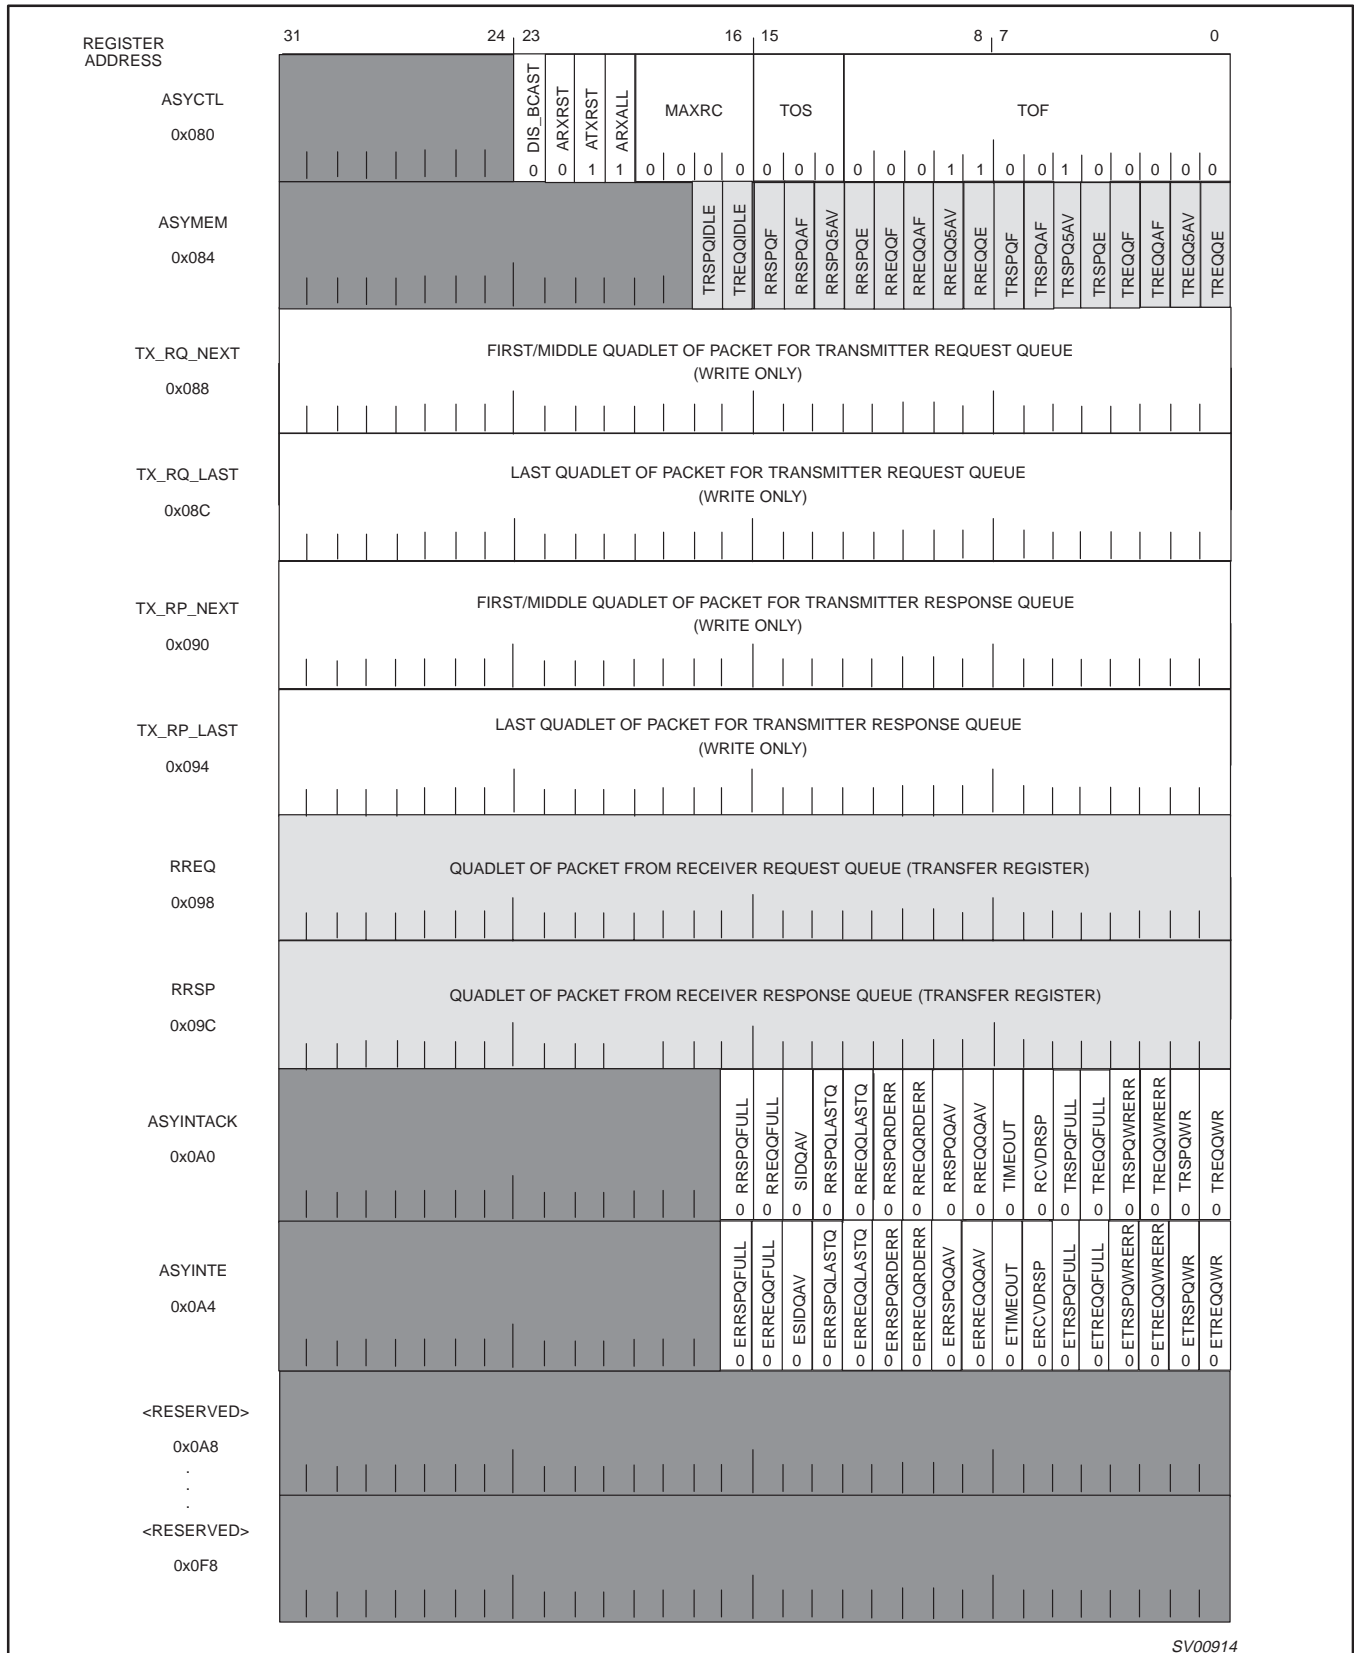 31 24 23 16 15 8 7 0
REGISTER
ADDRESS
ASYCTL
0x080
DIS_BCAST
ARXRST
ATXRST
ARXALL
MAXRC
TOS
TOF
0 0 1 1 0 0 0 0 0 0 0 0 0 0 1 1 0 0 1 0 0 0 0 0
ASYMEM
0x084
TRSPQIDLE
TREQQIDLE
RRSPQF
RRSPQAF
RRSPQ5AV
RRSPQE
RREQQF
RREQQAF
RREQQ5AV
RREQQE
TRSPQF
TRSPQAF
TRSPQ5AV
TRSPQE
TREQQF
TREQQAF
TREQQ5AV
TREQQE
TX_RQ_NEXT
0x088
FIRST/MIDDLE QUADLET OF PACKET FOR TRANSMITTER REQUEST QUEUE
(WRITE ONLY)
TX_RQ_LAST
0x08C
LAST QUADLET OF PACKET FOR TRANSMITTER REQUEST QUEUE
(WRITE ONLY)
TX_RP_NEXT
0x090
FIRST/MIDDLE QUADLET OF PACKET FOR TRANSMITTER RESPONSE QUEUE
(WRITE ONLY)
TX_RP_LAST
0x094
LAST QUADLET OF PACKET FOR TRANSMITTER RESPONSE QUEUE
(WRITE ONLY)
RREQ
0x098
QUADLET OF PACKET FROM RECEIVER REQUEST QUEUE (TRANSFER REGISTER)
RRSP
0x09C
QUADLET OF PACKET FROM RECEIVER RESPONSE QUEUE (TRANSFER REGISTER)
ASYINTACK
0x0A0
0 RRSPQFULL
0 RREQQFULL
0 SIDQAV
0 RRSPQLASTQ
0 RREQQLASTQ
0 RRSPQRDERR
0 RREQQRDERR
0 RRSPQQAV
0 RREQQQAV
0 TIMEOUT
0 RCVDRSP
0 TRSPQFULL
0 TREQQFULL
0 TRSPQWRERR
0 TREQQWRERR
0 TRSPQWR
0 TREQQWR
ASYINTE
0x0A4
0 ERRSPQFULL
0 ERREQQFULL
0 ESIDQAV
0 ERRSPQLASTQ
0 ERREQQLASTQ
0 ERRSPQRDERR
0 ERREQQRDERR
0 ERRSPQQAV
0 ERREQQQAV
0 ETIMEOUT
0 ERCVDRSP
0 ETRSPQFULL
0 ETREQQFULL
0 ETRSPQWRERR
0 ETREQQWRERR
0 ETRSPQWR
0 ETREQQWR
<RESERVED>
0x0A8
.
.
.
<RESERVED>
0x0F8
SV00914